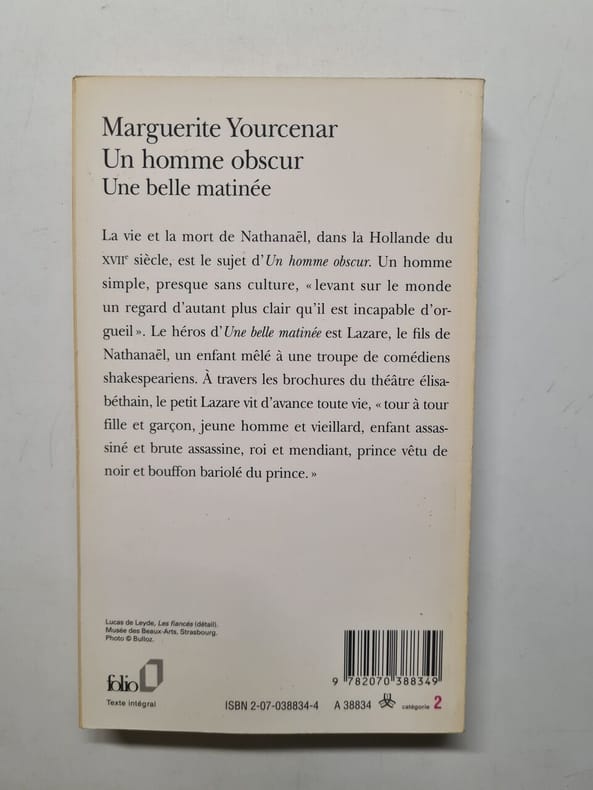 Marguerite Yourcenar
Un homme obscur
Une belle matinée
La vie et la mort de Nathanaël, dans la Hollande du
XVIIe siècle, est le sujet d'Un homme obscur. Un homme
simple, presque sans culture, « levant sur le monde
un regard d'autant plus clair qu'il est incapable d'or-
gueil ». Le héros d'Une belle matinée est Lazare, le fils de
Nathanaël, un enfant mêlé à une troupe de comédiens
shakespeariens. À travers les brochures du théâtre élisa-
béthain, le petit Lazare vit d'avance toute vie, « tour à tour
fille et garçon, jeune homme et vieillard, enfant assas-
siné et brute assassine, roi et mendiant, prince vêtu de
noir et bouffon bariolé du prince. »
Lucas de Leyde, Les fiancés (détail).
Musée des Beaux-Arts, Strasbourg.
Photo © Bulloz.
folio
Texte intégral
9 782070 388349
ISBN 2-07-038834-4 A 38834 catégorie 2